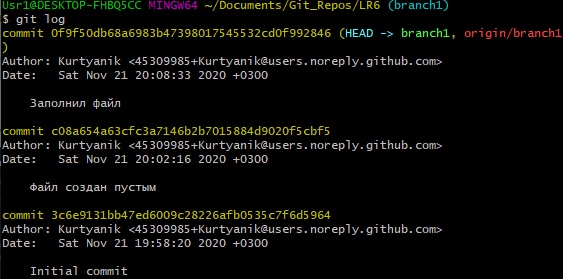 Usr1@DESKTOP-FHBQ5CC MINGW64 ~/Documents/Git_Repos/LR6 (branch1)
$ git log
commit 0f9f50db68a6983b47398017545532cd0f992846 (HEAD -> branch1, origin/branch1
)
Author: Kurtyanik <45309985+Kurtyanik@users.noreply.github.com>
Date:   Sat Nov 21 20:08:33 2020 +0300

    Заполнил файл

commit c08a654a63cfc3a7146b2b7015884d9020f5cbf5
Author: Kurtyanik <45309985+Kurtyanik@users.noreply.github.com>
Date:   Sat Nov 21 20:02:16 2020 +0300

    Файл создан пустым

commit 3c6e9131bb47ed6009c28226afb0535c7f6d5964
Author: Kurtyanik <45309985+Kurtyanik@users.noreply.github.com>
Date:   Sat Nov 21 19:58:20 2020 +0300

    Initial commit